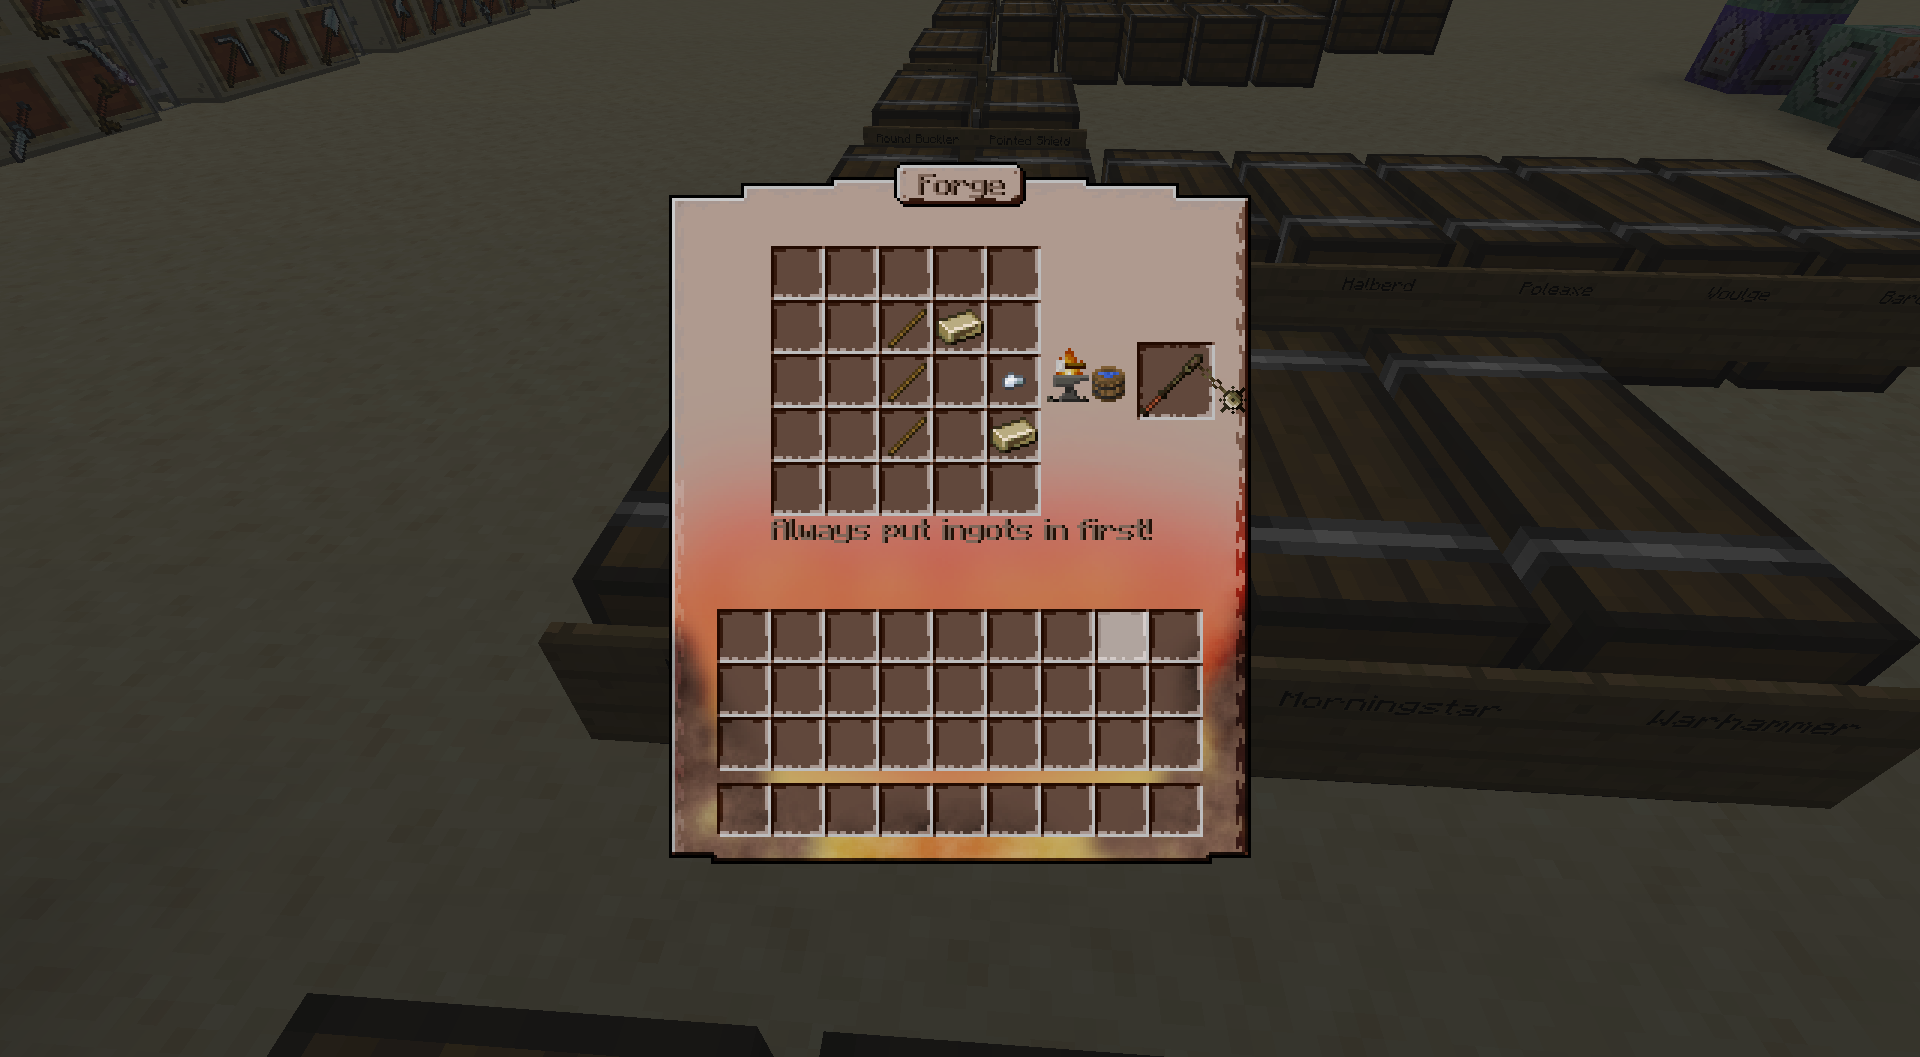 Round Buckler
Pointed Shield
Forge
Halberd
Poleaxe
Voulge
Always put ingots in first!
Morningstar
Warhammer